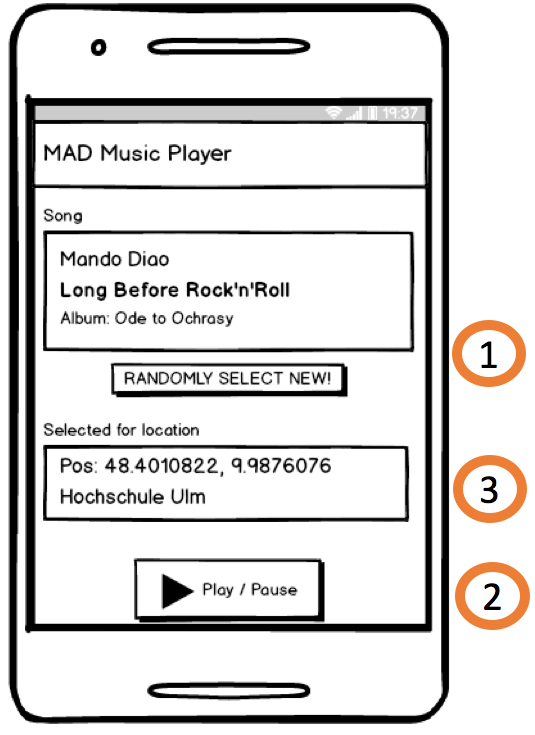 19:37
MAD Music Player
Song
Mando Diao
Long Before Rock'n'Roll
Album: Ode to Ochrasy
1
RANDOMLY SELECT NEW!
Selected for location
Pos: 48.4010822, 9.9876076
Hochschule Ulm
3
Play / Pause
2